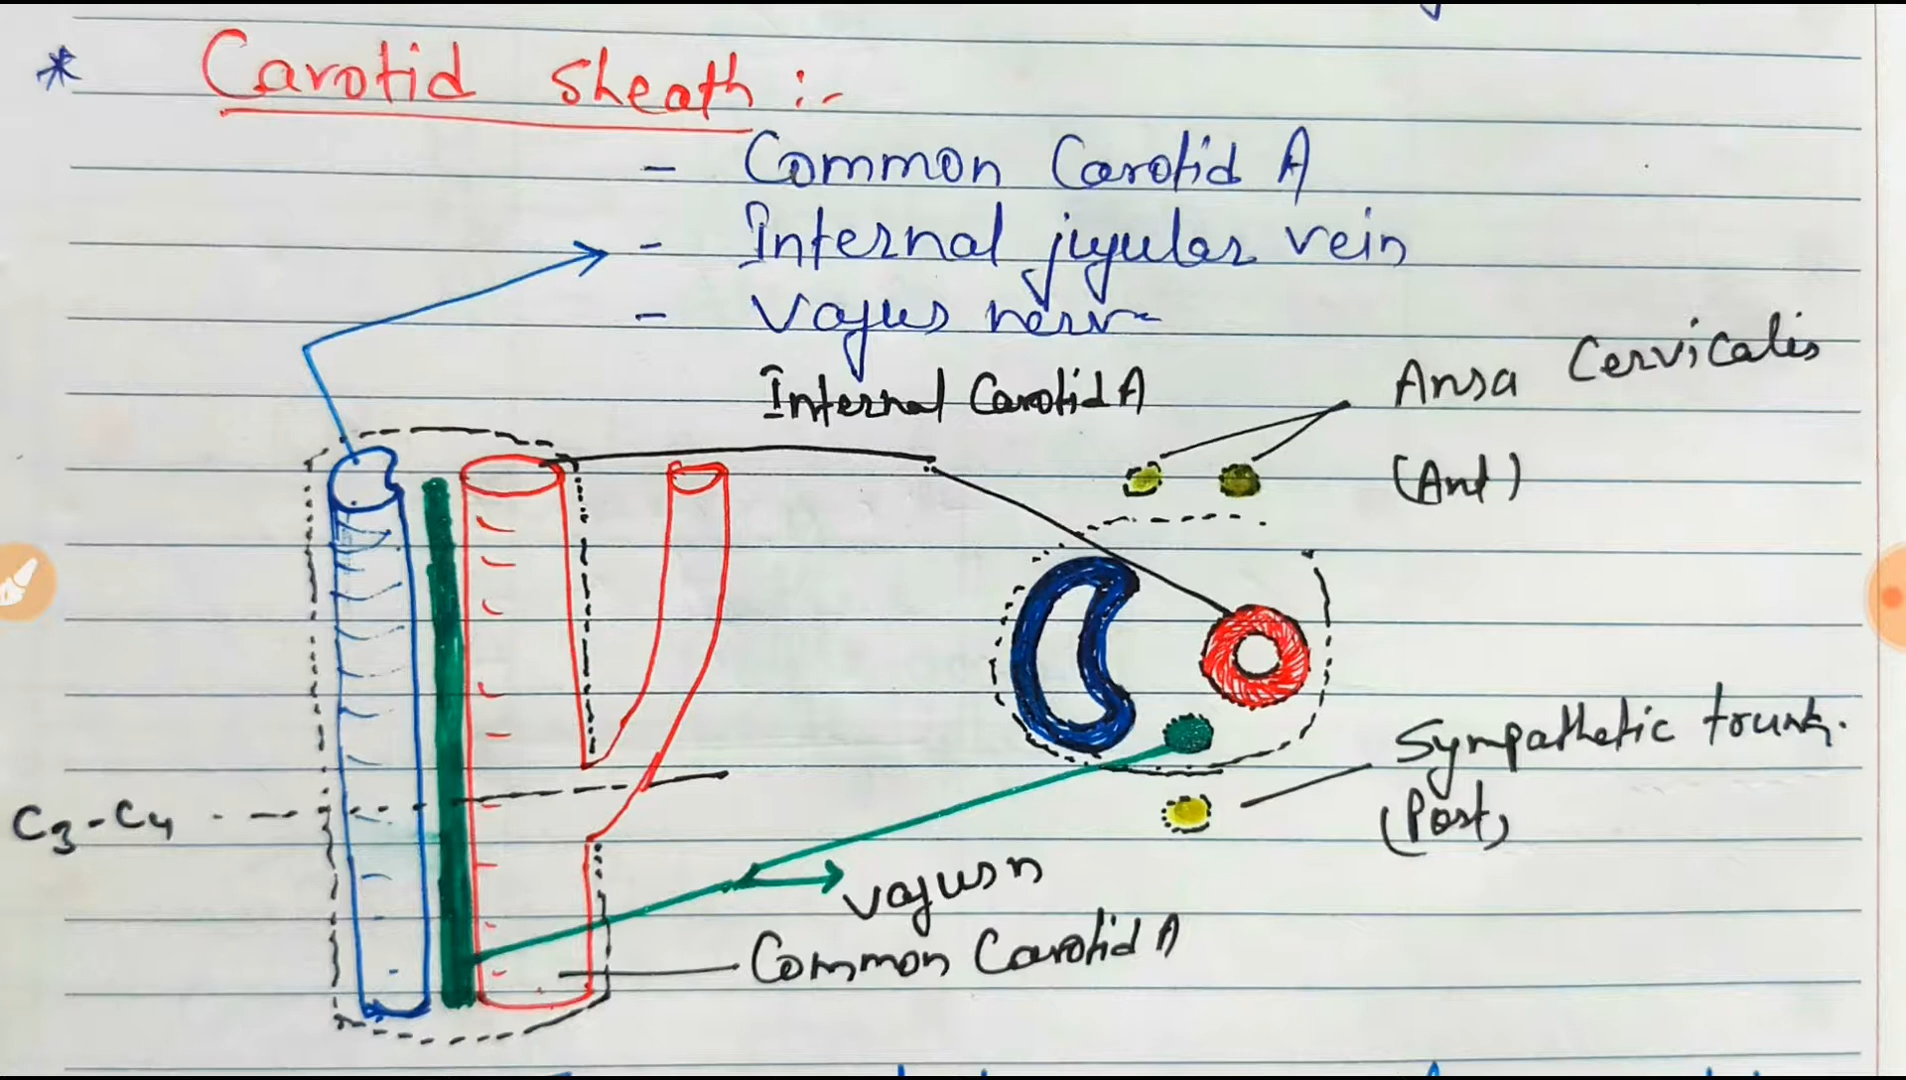 * Carotid sheath :-
- Common Carotid A
- Internal jugular vein
- Vagus nerv
Internal Carotid A
Ansa Cervicalis
(Ant)
Sympathetic trunk.
(Post)
C3-C4
vagus n
Common Carotid A